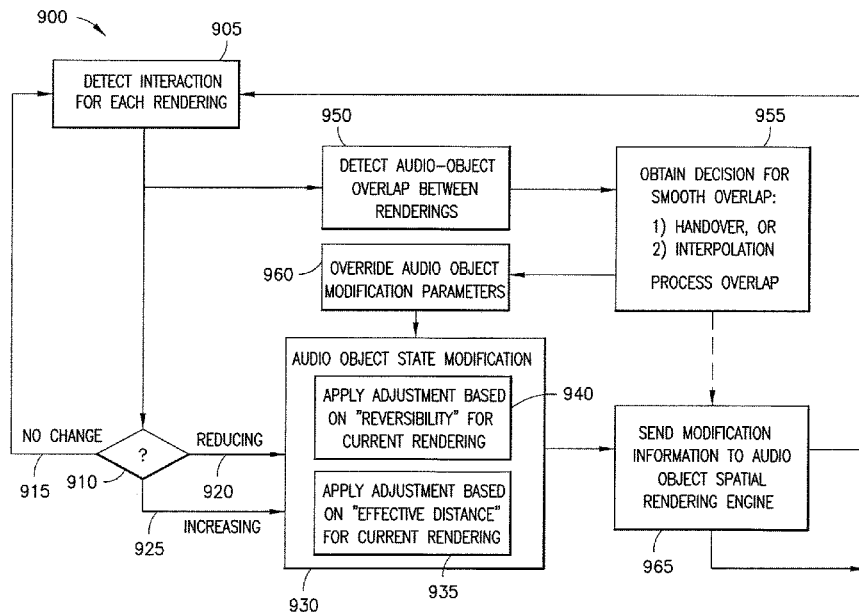 900
905
DETECT INTERACTION
FOR EACH RENDERING
950
DETECT AUDIO-OBJECT
OVERLAP BETWEEN
RENDERINGS
955
OBTAIN DECISION FOR
SMOOTH OVERLAP:
1) HANDOVER, OR
2) INTERPOLATION
PROCESS OVERLAP
960
OVERRIDE AUDIO OBJECT
MODIFICATION PARAMETERS
AUDIO OBJECT STATE MODIFICATION
APPLY ADJUSTMENT BASED
ON "REVERSIBILITY" FOR
CURRENT RENDERING
940
APPLY ADJUSTMENT BASED
ON "EFFECTIVE DISTANCE"
FOR CURRENT RENDERING
935
930
NO CHANGE
915
910
?
REDUCING
920
925
INCREASING
SEND MODIFICATION
INFORMATION TO AUDIO
OBJECT SPATIAL
RENDERING ENGINE
965